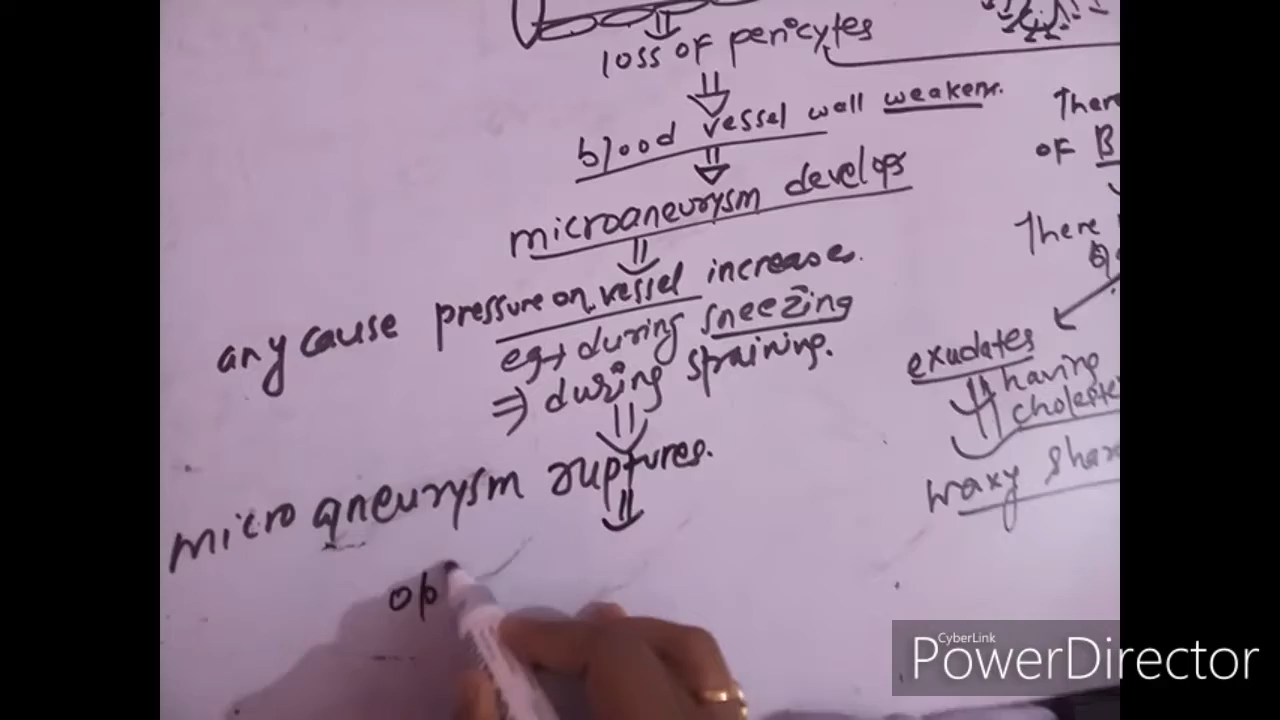 loss of pericytes
blood vessel wall weakens.
microaneurysm develops
any cause pressure on vessel increase.
eg→ during sneezing
⇒ during straining.
microaneurysm ruptures.
op
There
of B
There
exudates
having
cholest
waxy
CyberLink
PowerDirector